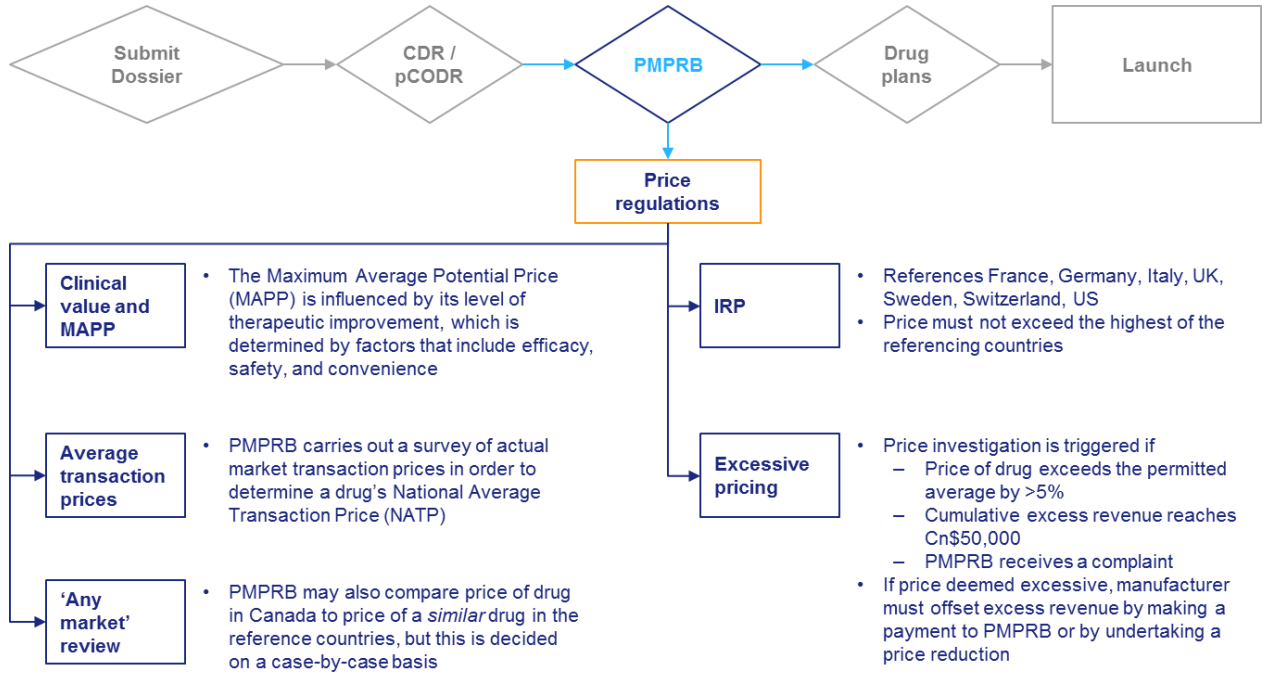 Submit
Dossier
CDR /
pCODR
PMPRB
Drug
plans
Launch
Price
regulations
Clinical
value and
MAPP
• The Maximum Average Potential Price
(MAPP) is influenced by its level of
therapeutic improvement, which is
determined by factors that include efficacy,
safety, and convenience
IRP
• References France, Germany, Italy, UK,
Sweden, Switzerland, US
• Price must not exceed the highest of the
referencing countries
Average
transaction
prices
• PMPRB carries out a survey of actual
market transaction prices in order to
determine a drug's National Average
Transaction Price (NATP)
Excessive
pricing
• Price investigation is triggered if
– Price of drug exceeds the permitted
average by >5%
– Cumulative excess revenue reaches
Cn$50,000
– PMPRB receives a complaint
• If price deemed excessive, manufacturer
must offset excess revenue by making a
payment to PMPRB or by undertaking a
price reduction
‘Any
market’
review
• PMPRB may also compare price of drug
in Canada to price of a similar drug in the
reference countries, but this is decided
on a case-by-case basis